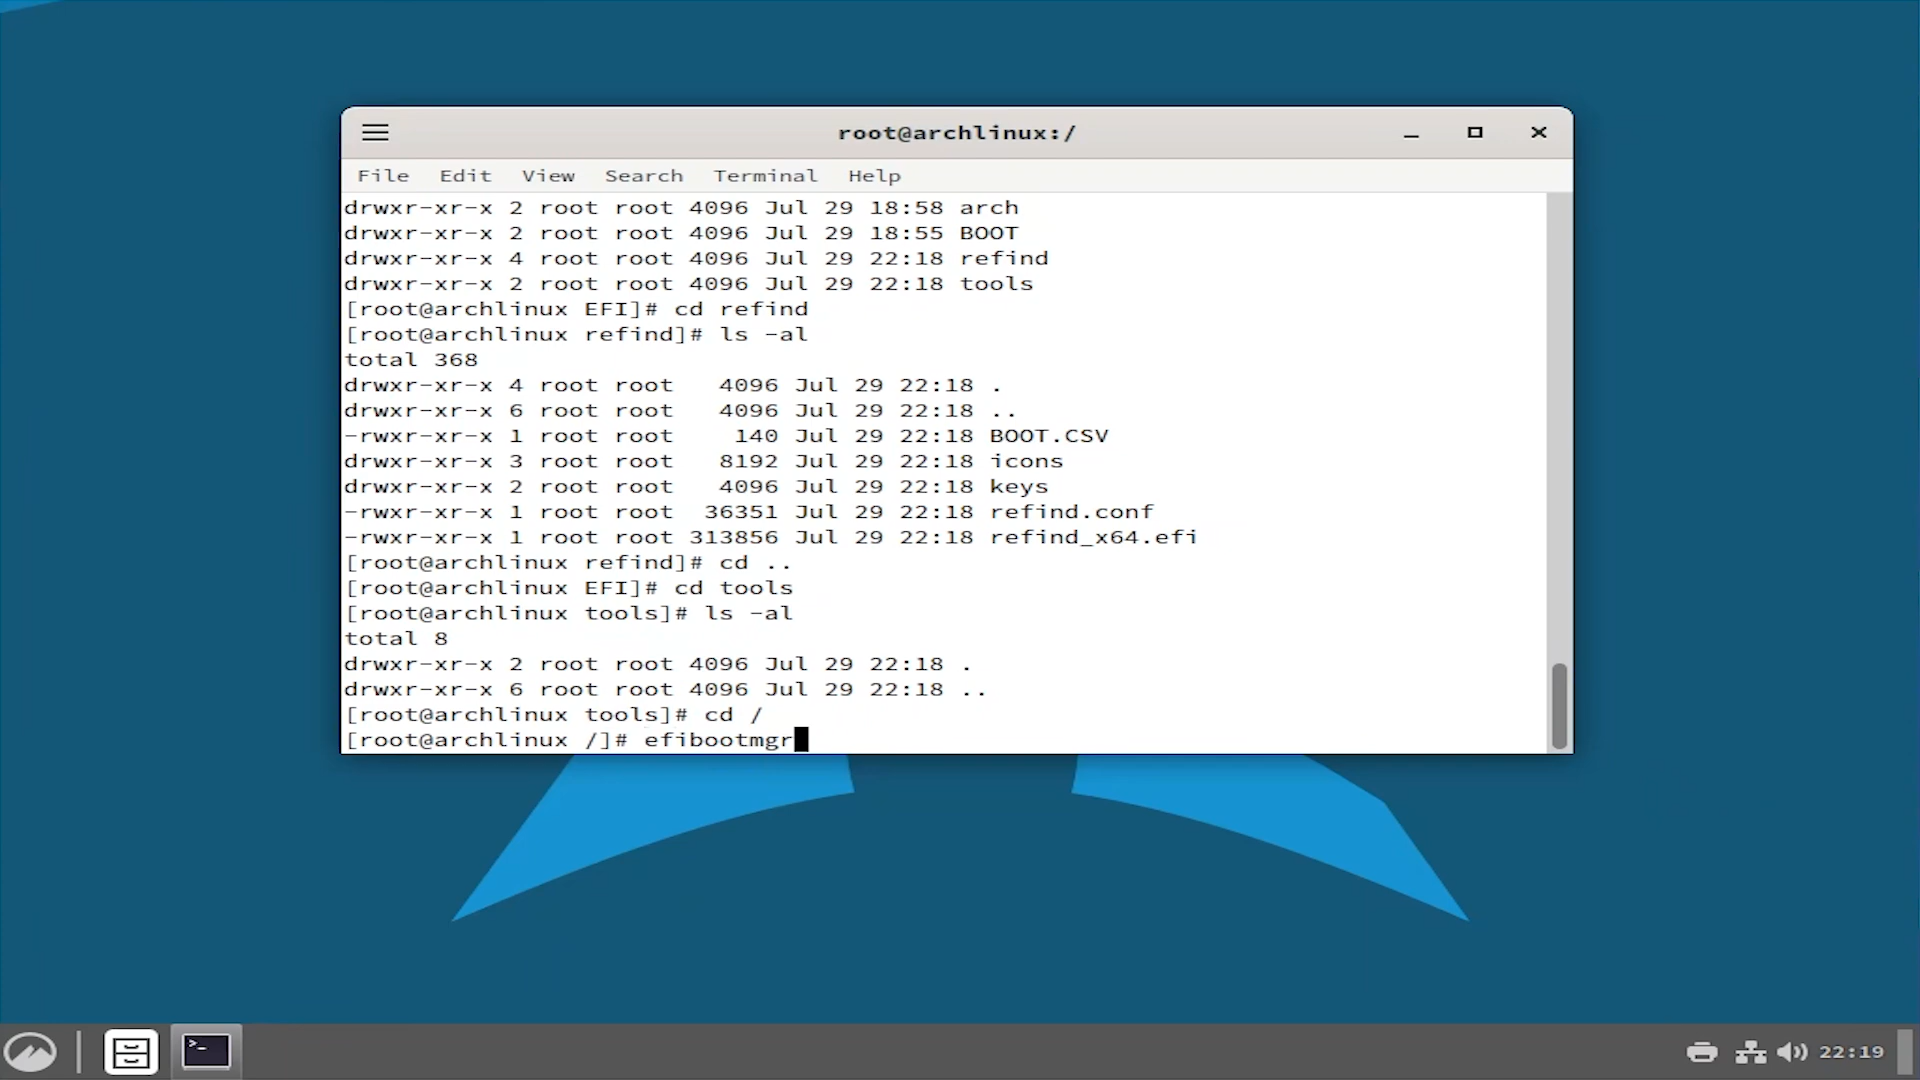 root@archlinux:/
File Edit View Search Terminal Help
drwxr-xr-x 2 root root 4096 Jul 29 18:58 arch
drwxr-xr-x 2 root root 4096 Jul 29 18:55 BOOT
drwxr-xr-x 4 root root 4096 Jul 29 22:18 refind
drwxr-xr-x 2 root root 4096 Jul 29 22:18 tools
[root@archlinux EFI]# cd refind
[root@archlinux refind]# ls -al
total 368
drwxr-xr-x 4 root root   4096 Jul 29 22:18 .
drwxr-xr-x 6 root root   4096 Jul 29 22:18 ..
-rwxr-xr-x 1 root root    140 Jul 29 22:18 BOOT.CSV
drwxr-xr-x 3 root root   8192 Jul 29 22:18 icons
drwxr-xr-x 2 root root   4096 Jul 29 22:18 keys
-rwxr-xr-x 1 root root  36351 Jul 29 22:18 refind.conf
-rwxr-xr-x 1 root root 313856 Jul 29 22:18 refind_x64.efi
[root@archlinux refind]# cd ..
[root@archlinux EFI]# cd tools
[root@archlinux tools]# ls -al
total 8
drwxr-xr-x 2 root root 4096 Jul 29 22:18 .
drwxr-xr-x 6 root root 4096 Jul 29 22:18 ..
[root@archlinux tools]# cd /
[root@archlinux /]# efibootmgr
22:19